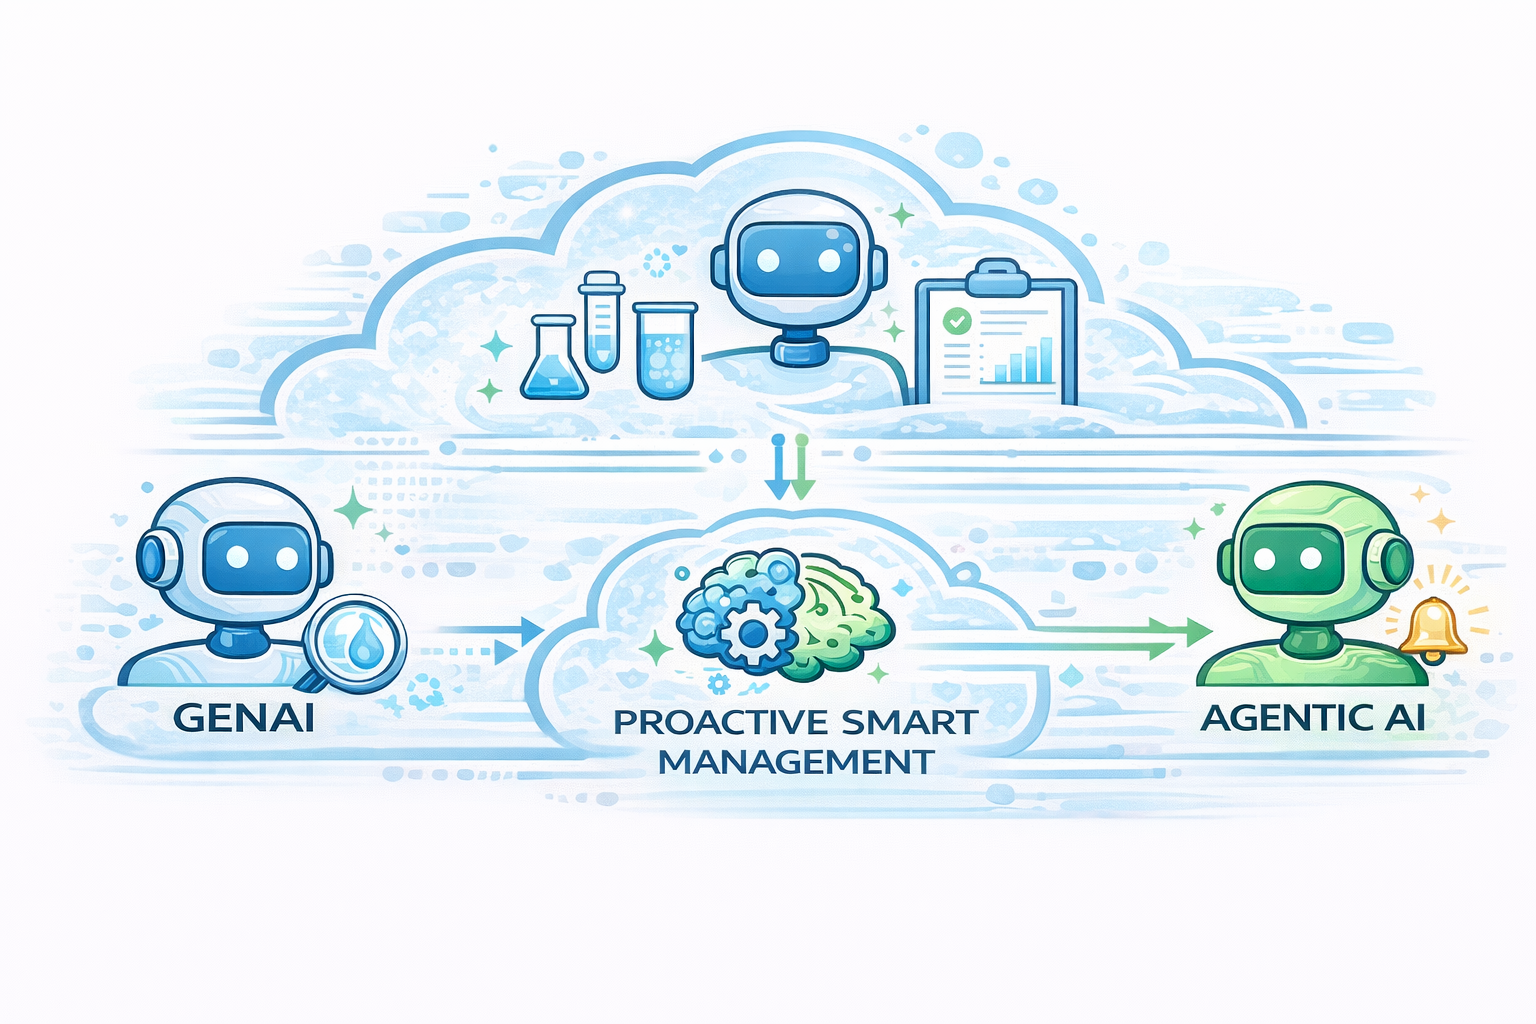 GENAI
PROACTIVE SMART
MANAGEMENT
AGENTIC AI